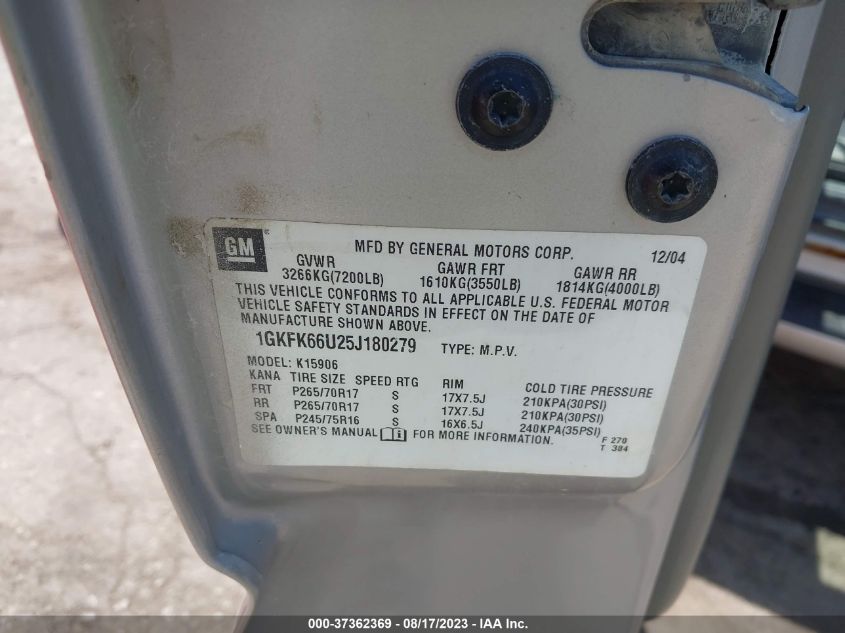 GM
MFD BY GENERAL MOTORS CORP. 12/04
GVWR GAWR FRT GAWR RR
3266KG(7200LB) 1610KG(3550LB) 1814KG(4000LB)
THIS VEHICLE CONFORMS TO ALL APPLICABLE U.S. FEDERAL MOTOR
VEHICLE SAFETY STANDARDS IN EFFECT ON THE DATE OF
MANUFACTURE SHOWN ABOVE.
1GKFK66U25J180279 TYPE: M.P.V.
MODEL: K15906
KANA TIRE SIZE SPEED RTG RIM COLD TIRE PRESSURE
FRT P265/70R17 S 17X7.5J 210KPA(30PSI)
RR P265/70R17 S 17X7.5J 210KPA(30PSI)
SPA P245/75R16 S 16X6.5J 240KPA(35PSI)
SEE OWNER'S MANUAL FOR MORE INFORMATION.
F 270
T 384
000-37362369 - 08/17/2023 - IAA, Inc.